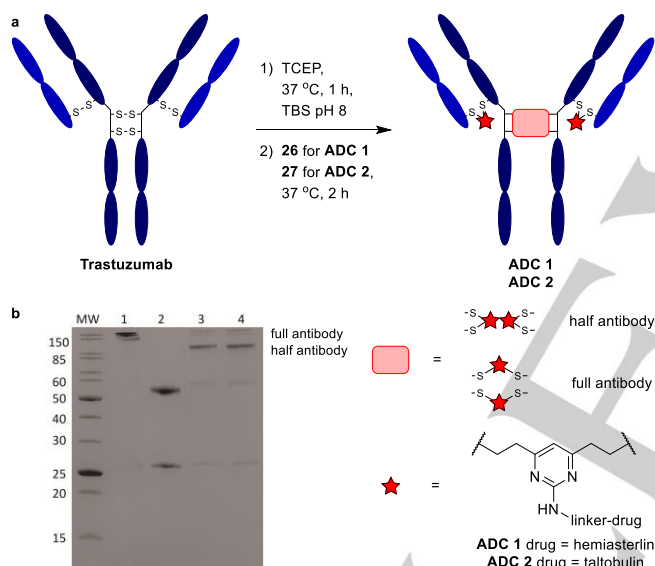 a
1) TCEP,
37 °C, 1 h,
TBS pH 8
2) 26 for ADC 1
27 for ADC 2,
37 °C, 2 h
S S
S-S
S-S
S-S
S
S
S
S
Trastuzumab
ADC 1
ADC 2
b
MW 1 2 3 4
150
85
60
50
40
30
25
20
15
full antibody
half antibody
=
-S S-
-S S-
half antibody
-S S-
-S S-
full antibody
=
N N
HN
linker-drug
ADC 1 drug = hemiasterlin
ADC 2 drug = taltobulin